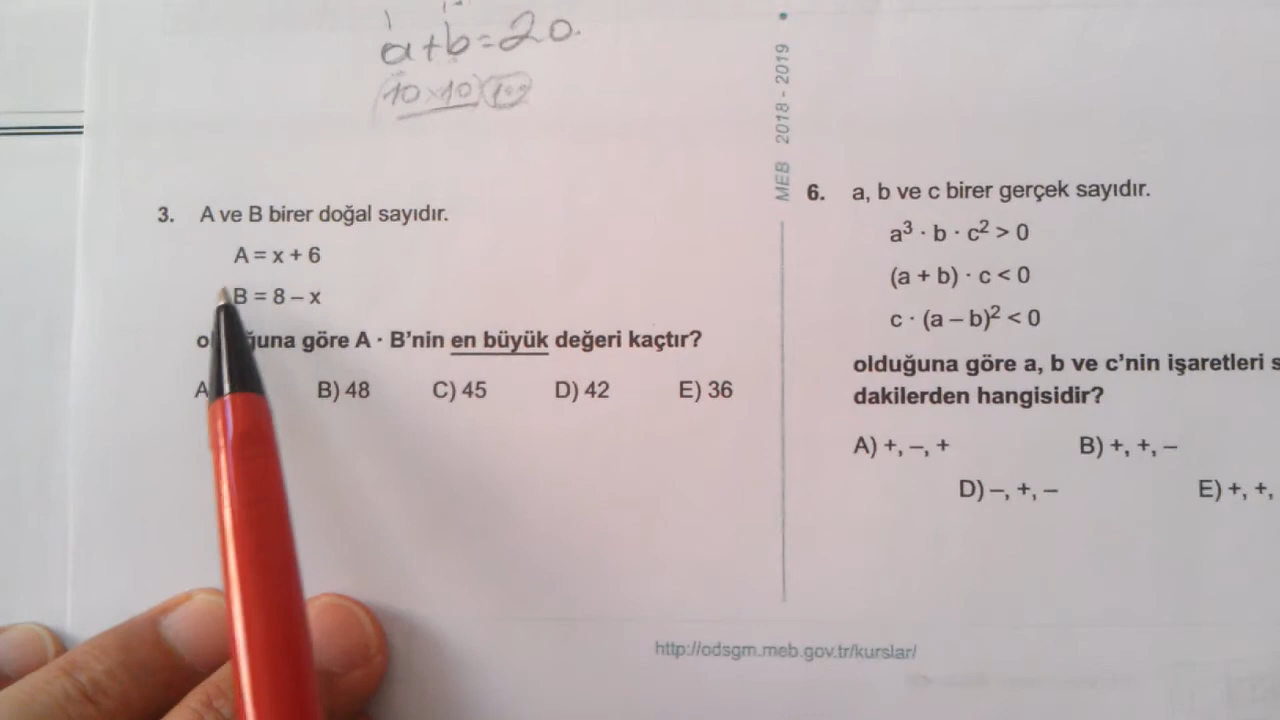 a+b=20.
10×10
MEB 2018 - 2019
3. A ve B birer doğal sayıdır.
A = x + 6
B = 8 – x
göre A · B'nin en büyük değeri kaçtır?
A B) 48 C) 45 D) 42 E) 36
6. a, b ve c birer gerçek sayıdır.
a³ · b · c² > 0
(a + b) · c < 0
c · (a – b)² < 0
olduğuna göre a, b ve c'nin işaretleri s
dakilerden hangisidir?
A) +, –, + B) +, +, –
D) –, +, – E) +, +,
http://odsgm.meb.gov.tr/kurslar/